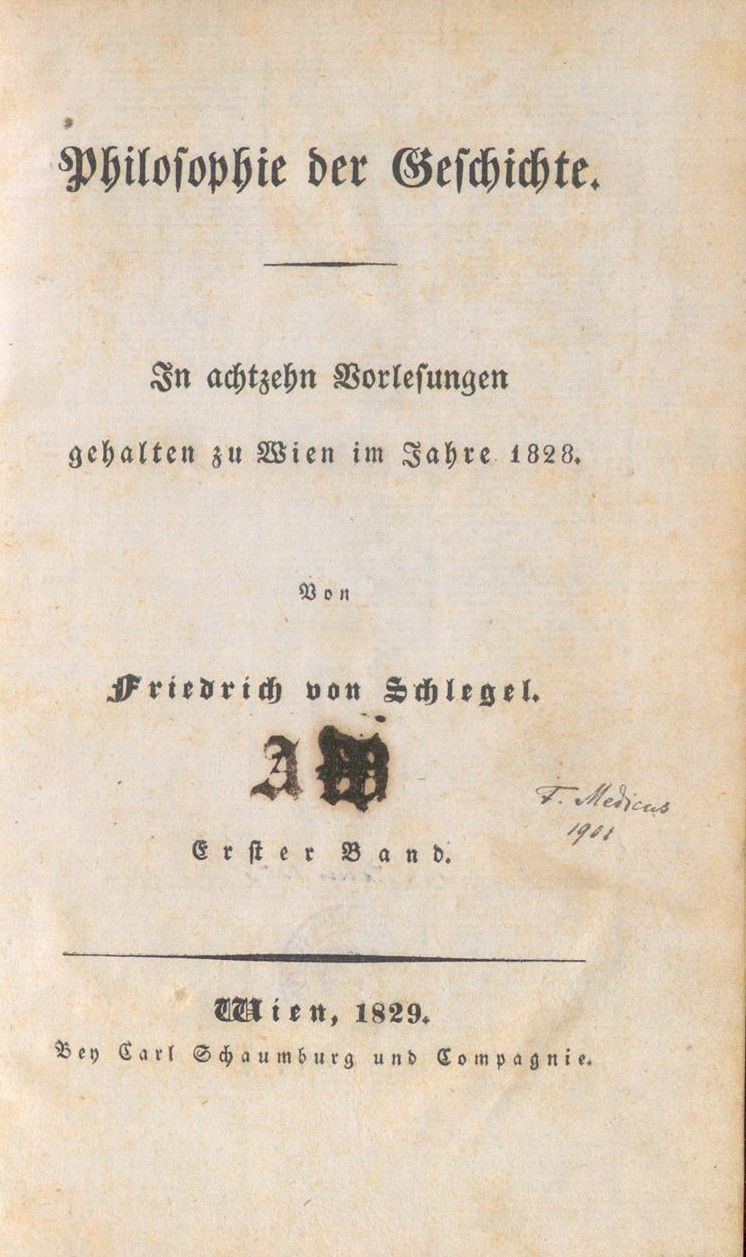 Philosophie der Geschichte.
In achtzehn Vorlesungen
gehalten zu Wien im Jahre 1828.
Von
Friedrich von Schlegel.
A W
F. Medicus
1901
Erster Band.
Wien, 1829.
Bey Carl Schaumburg und Compagnie.